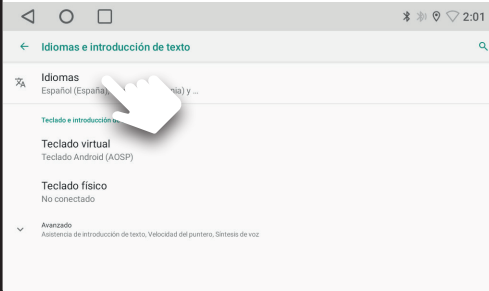 2:01
Idiomas e introducción de texto
Idiomas
Español (España), nia) y ...
Teclado e introducción
Teclado virtual
Teclado Android (AOSP)
Teclado físico
No conectado
Avanzado
Asistencia de introducción de texto, Velocidad del puntero, Síntesis de voz